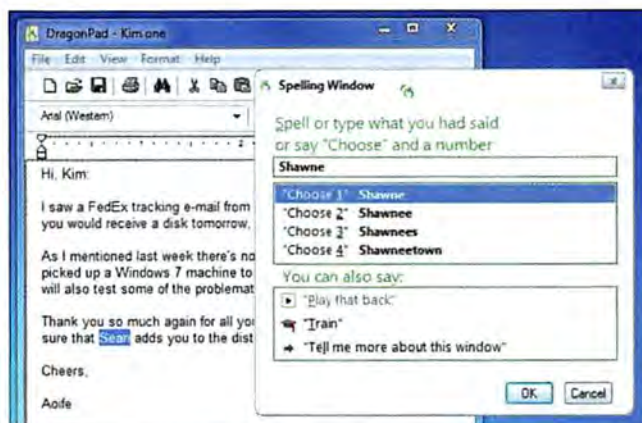 DragonPad - Kim.one
File Edit View Format Help
Arial (Western)
Hi, Kim:
I saw a FedEx tracking e-mail from
you would receive a disk tomorrow,
As I mentioned last week there's no
picked up a Windows 7 machine to
will also test some of the problemat
Thank you so much again for all you
sure that Sean adds you to the dist
Cheers,
Aoife
Spelling Window
Spell or type what you had said
or say "Choose" and a number
Shawne
"Choose 1" Shawne
"Choose 2" Shawnee
"Choose 3" Shawnees
"Choose 4" Shawneetown
You can also say:
"Play that back"
"Train"
"Tell me more about this window"
OK Cancel